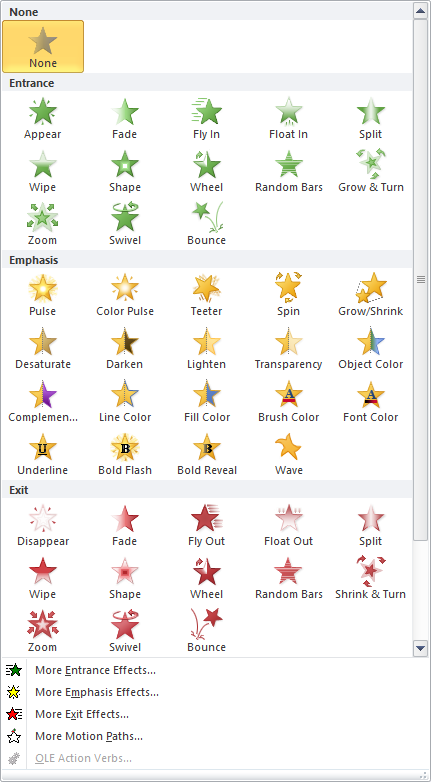 None
None
Entrance
Appear Fade Fly In Float In Split
Wipe Shape Wheel Random Bars Grow & Turn
Zoom Swivel Bounce
Emphasis
Pulse Color Pulse Teeter Spin Grow/Shrink
Desaturate Darken Lighten Transparency Object Color
Complemen... Line Color Fill Color Brush Color Font Color
Underline Bold Flash Bold Reveal Wave
Exit
Disappear Fade Fly Out Float Out Split
Wipe Shape Wheel Random Bars Shrink & Turn
Zoom Swivel Bounce
More Entrance Effects...
More Emphasis Effects...
More Exit Effects...
More Motion Paths...
OLE Action Verbs...